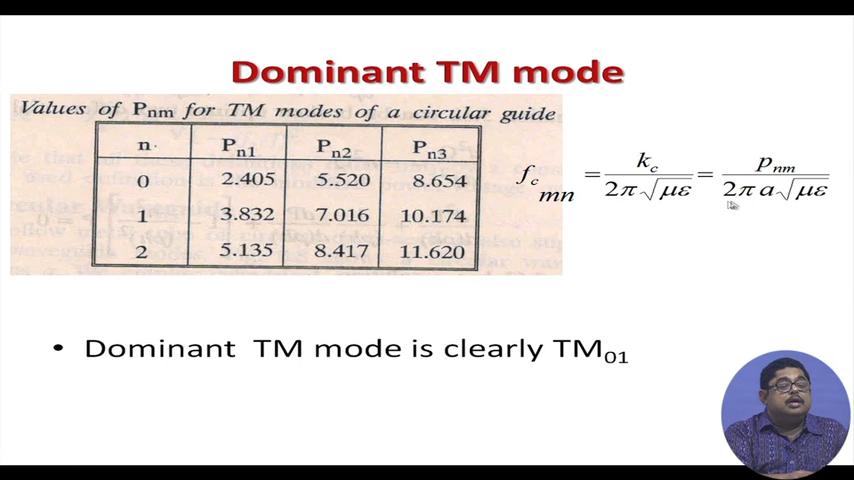 Dominant TM mode
Values of Pnm for TM modes of a circular guide
n. Pn1 Pn2 Pn3
0 2.405 5.520 8.654
1 3.832 7.016 10.174
2 5.135 8.417 11.620
fc mn = kc / 2π√με = pnm / 2πa√με
• Dominant TM mode is clearly TM01